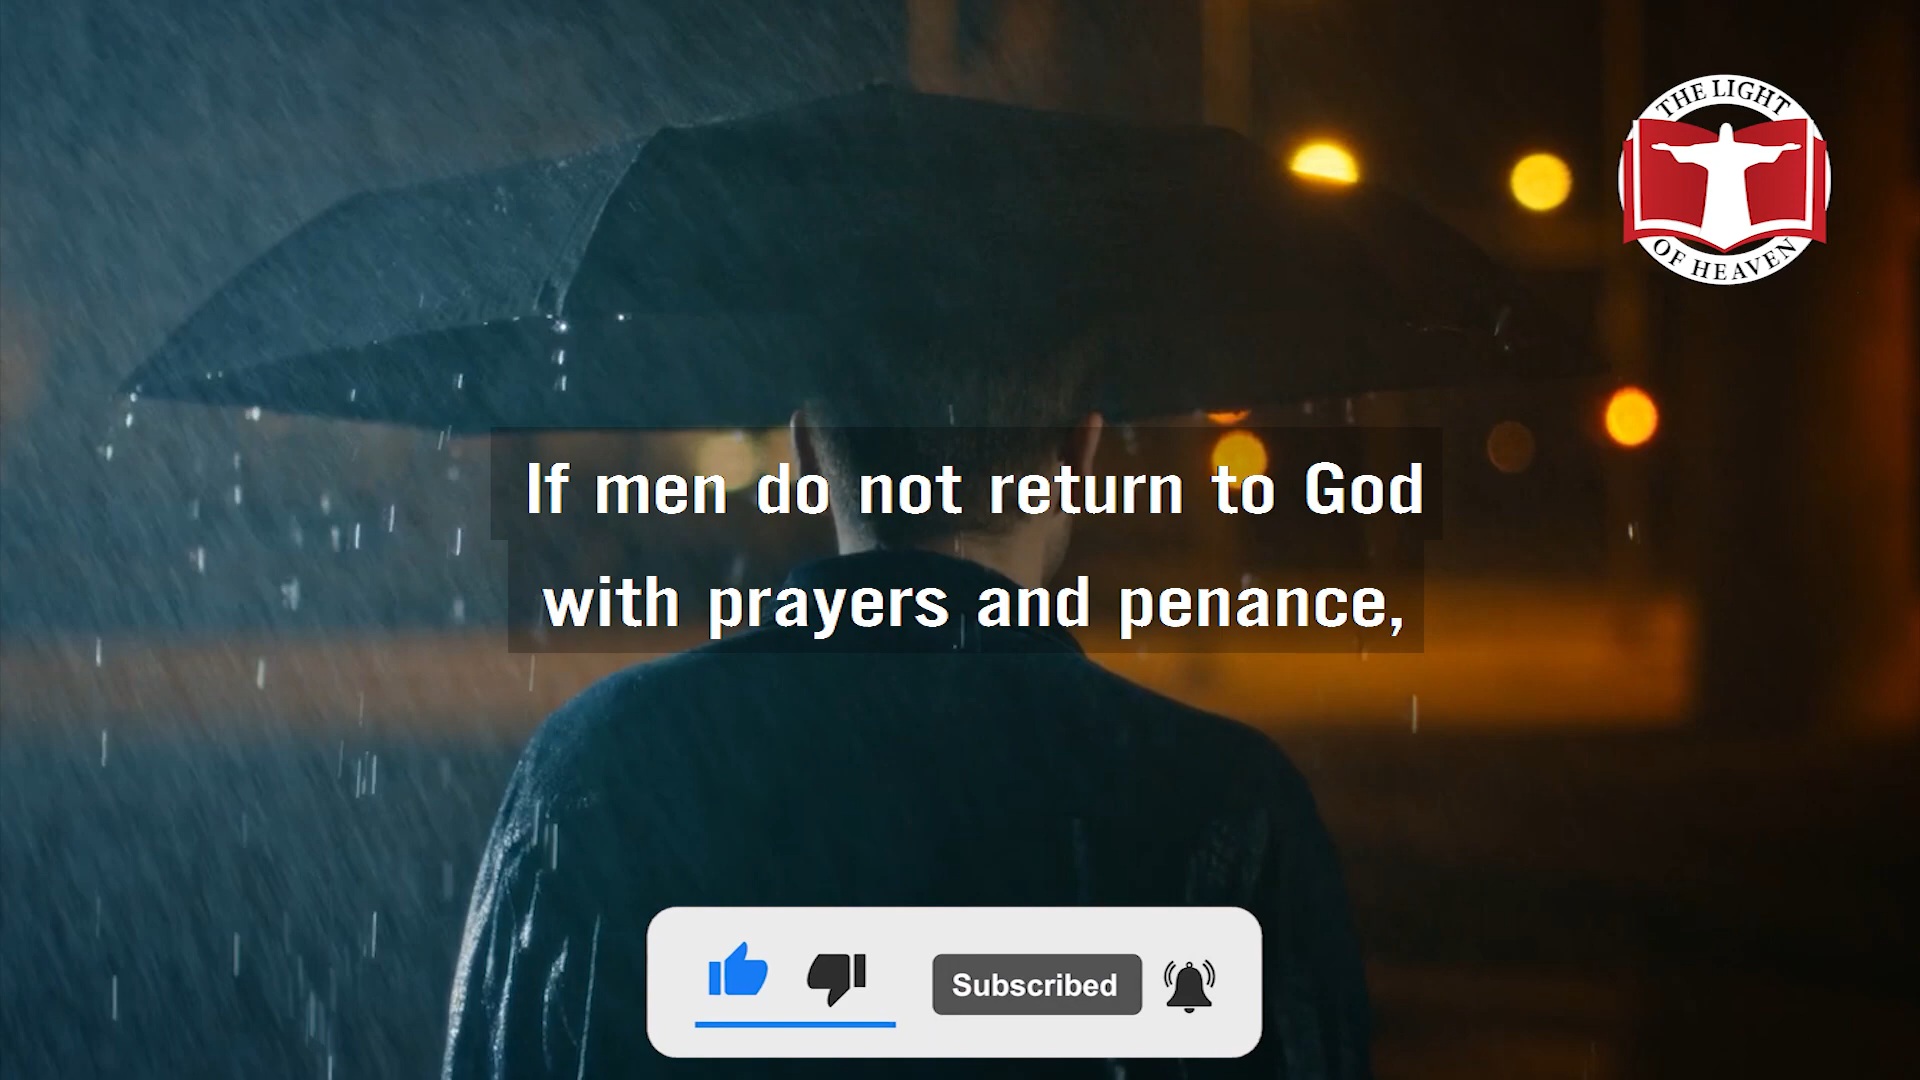 THE LIGHT
OF HEAVEN
If men do not return to God
with prayers and penance,
Subscribed